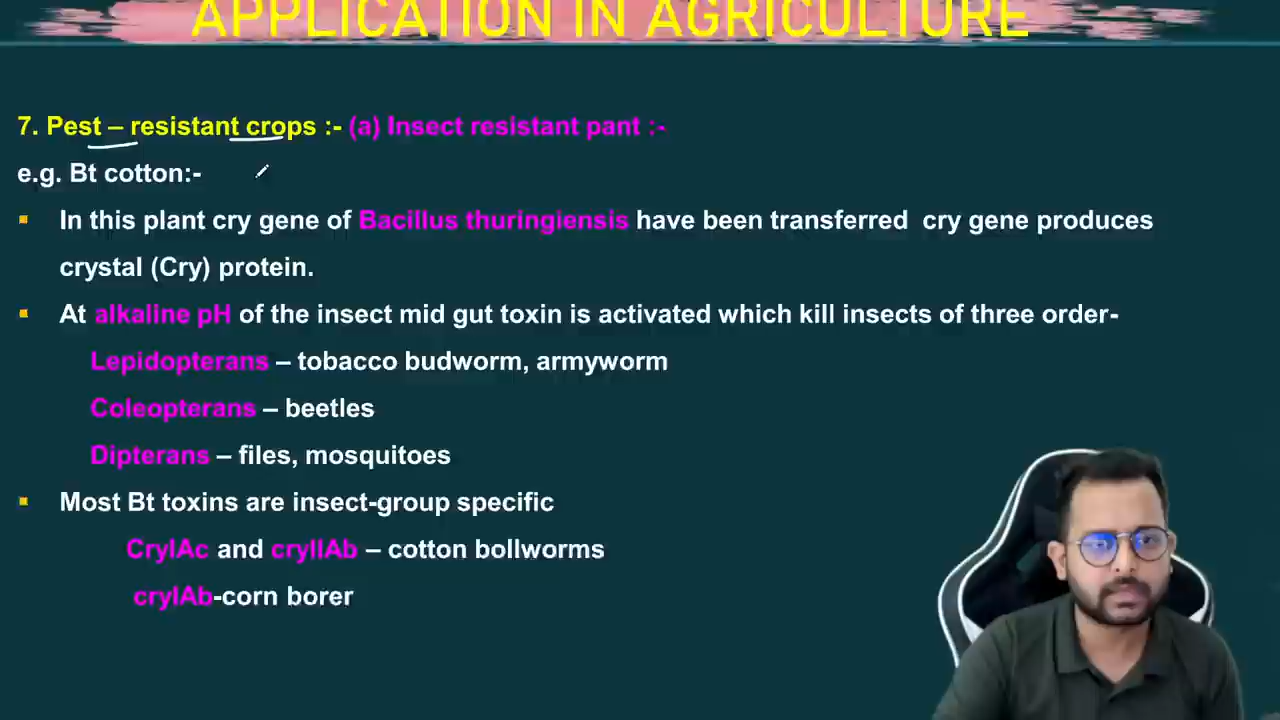 APPLICATION IN AGRICULTURE
7. Pest – resistant crops :- (a) Insect resistant pant :-
e.g. Bt cotton:-
▪ In this plant cry gene of Bacillus thuringiensis have been transferred cry gene produces
crystal (Cry) protein.
▪ At alkaline pH of the insect mid gut toxin is activated which kill insects of three order-
Lepidopterans – tobacco budworm, armyworm
Coleopterans – beetles
Dipterans – files, mosquitoes
▪ Most Bt toxins are insect-group specific
CryIAc and cryIIAb – cotton bollworms
cryIAb-corn borer